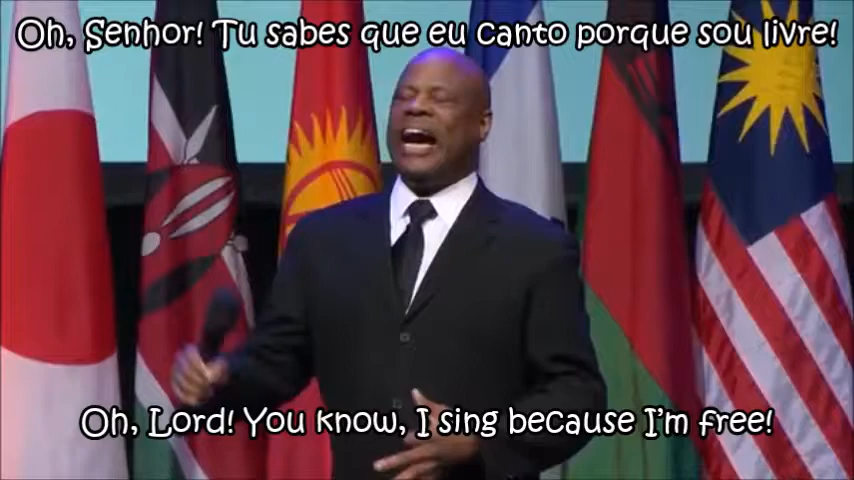 Oh, Senhor! Tu sabes que eu canto porque sou livre!
Oh, Lord! You know, I sing because I'm free!